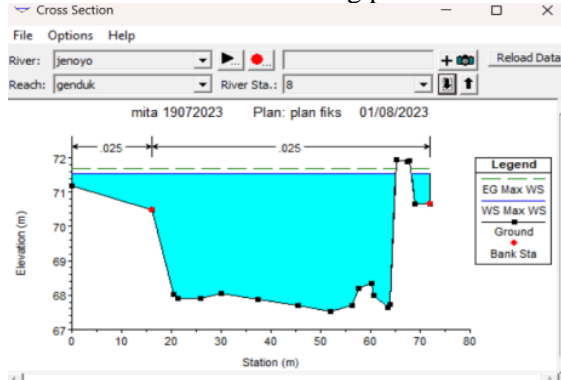 Cross Section
File Options Help
River: jenoyo
Reload Data
Reach: genduk River Sta.: 8
mita 19072023 Plan: plan fiks 01/08/2023
.025 .025
Legend
EG Max WS
WS Max WS
Ground
Bank Sta
Elevation (m)
72
71
70
69
68
67
0 10 20 30 40 50 60 70 80
Station (m)